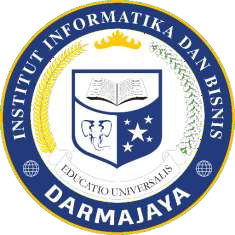 INSTITUT INFORMATIKA DAN BISNIS
EDUCATIO UNIVERSALIS
DARMAJAYA